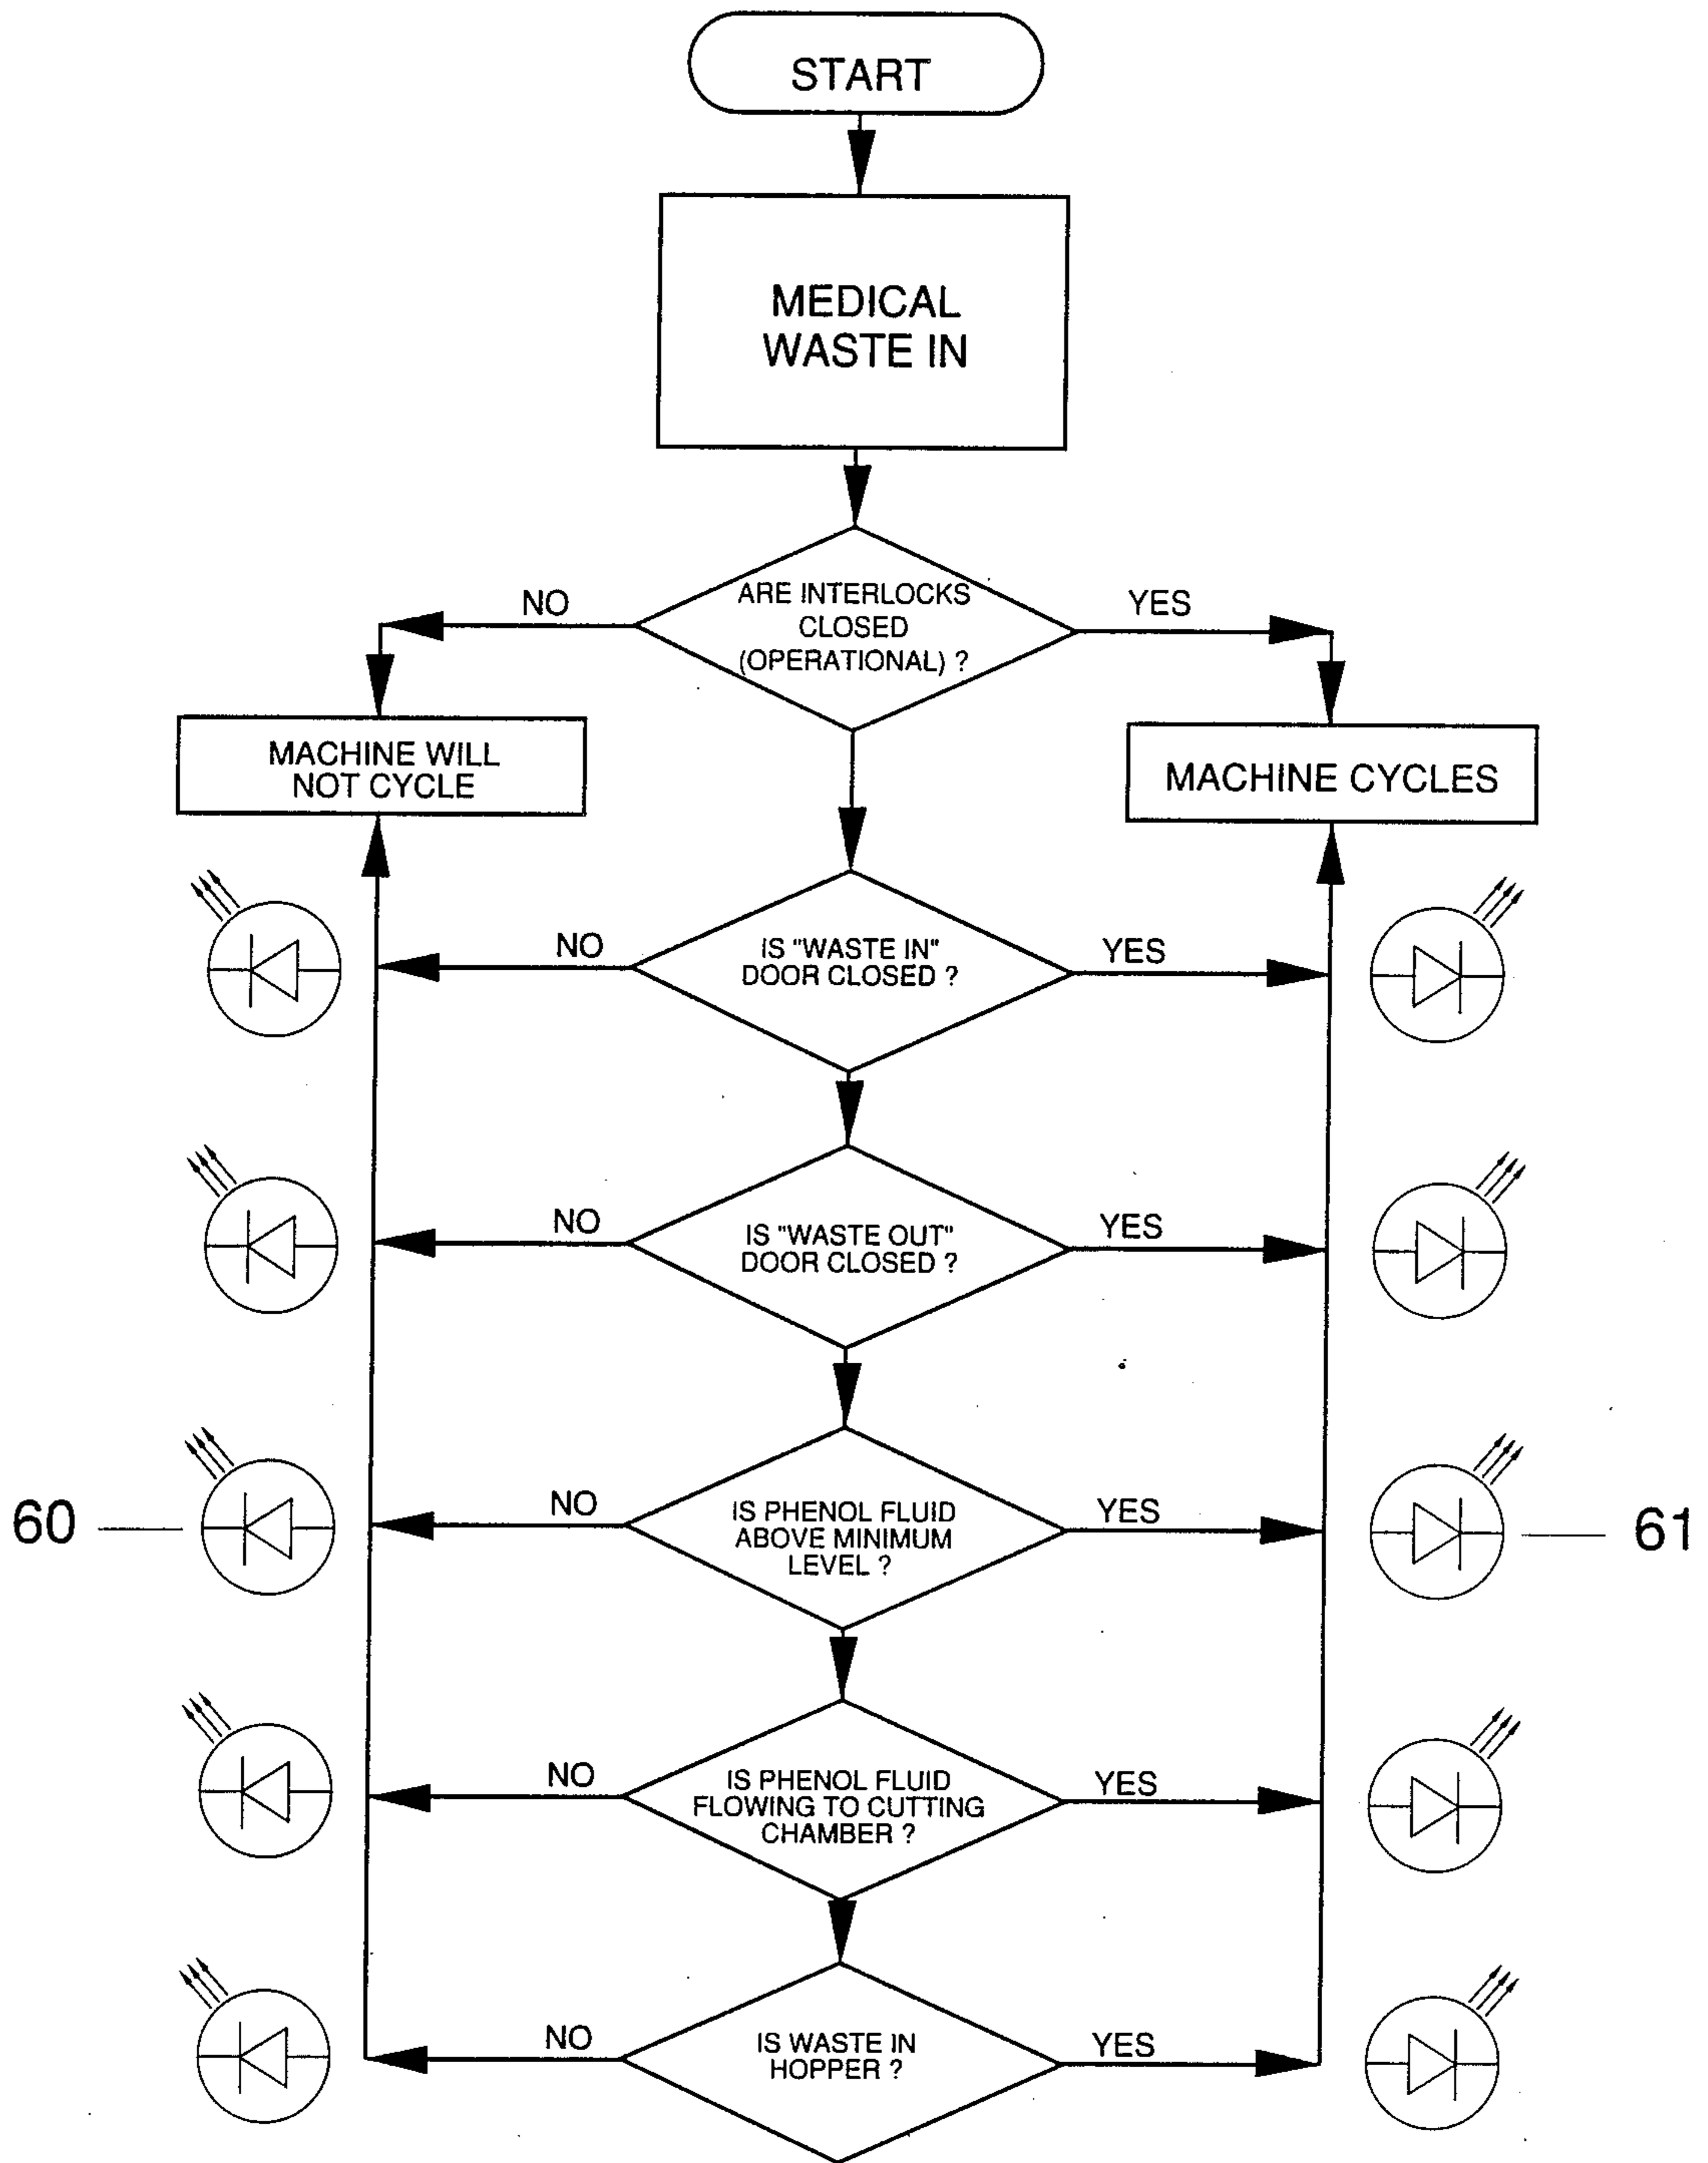 START
MEDICAL
WASTE IN
NO
ARE INTERLOCKS
CLOSED
(OPERATIONAL) ?
YES
MACHINE WILL
NOT CYCLE
MACHINE CYCLES
NO
IS "WASTE IN"
DOOR CLOSED ?
YES
NO
IS "WASTE OUT"
DOOR CLOSED ?
YES
60
NO
IS PHENOL FLUID
ABOVE MINIMUM
LEVEL ?
YES
61
NO
IS PHENOL FLUID
FLOWING TO CUTTING
CHAMBER ?
YES
NO
IS WASTE IN
HOPPER ?
YES